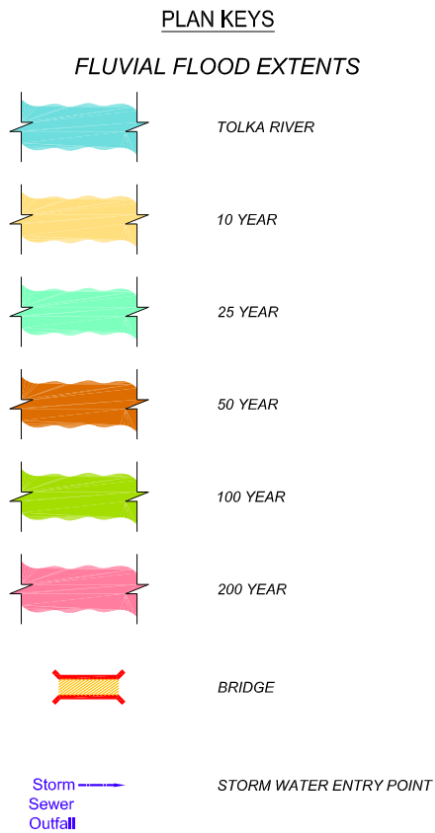 PLAN KEYS
FLUVIAL FLOOD EXTENTS
TOLKA RIVER
10 YEAR
25 YEAR
50 YEAR
100 YEAR
200 YEAR
BRIDGE
Storm
Sewer
Outfall
STORM WATER ENTRY POINT